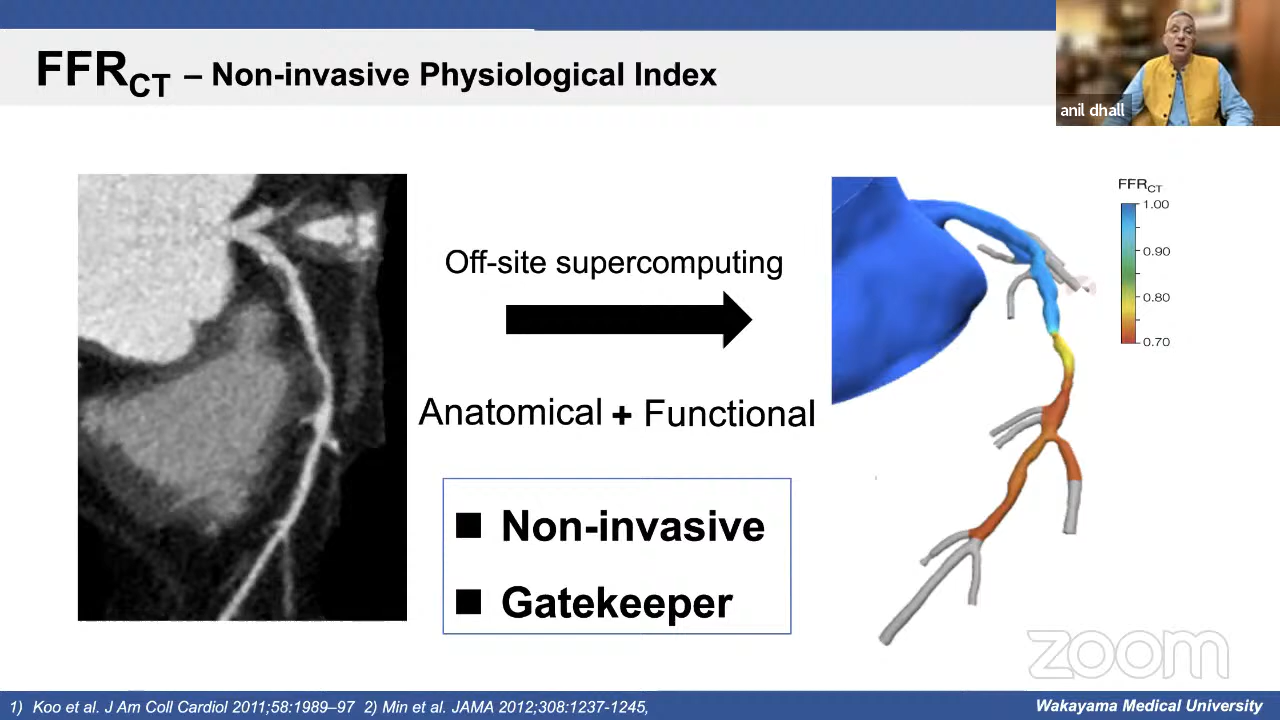 FFRCT – Non-invasive Physiological Index
anil dhall
Off-site supercomputing
Anatomical + Functional
■ Non-invasive
■ Gatekeeper
FFRCT
1.00
0.90
0.80
0.70
zoom
1) Koo et al. J Am Coll Cardiol 2011;58:1989–97 2) Min et al. JAMA 2012;308:1237-1245,
Wakayama Medical University